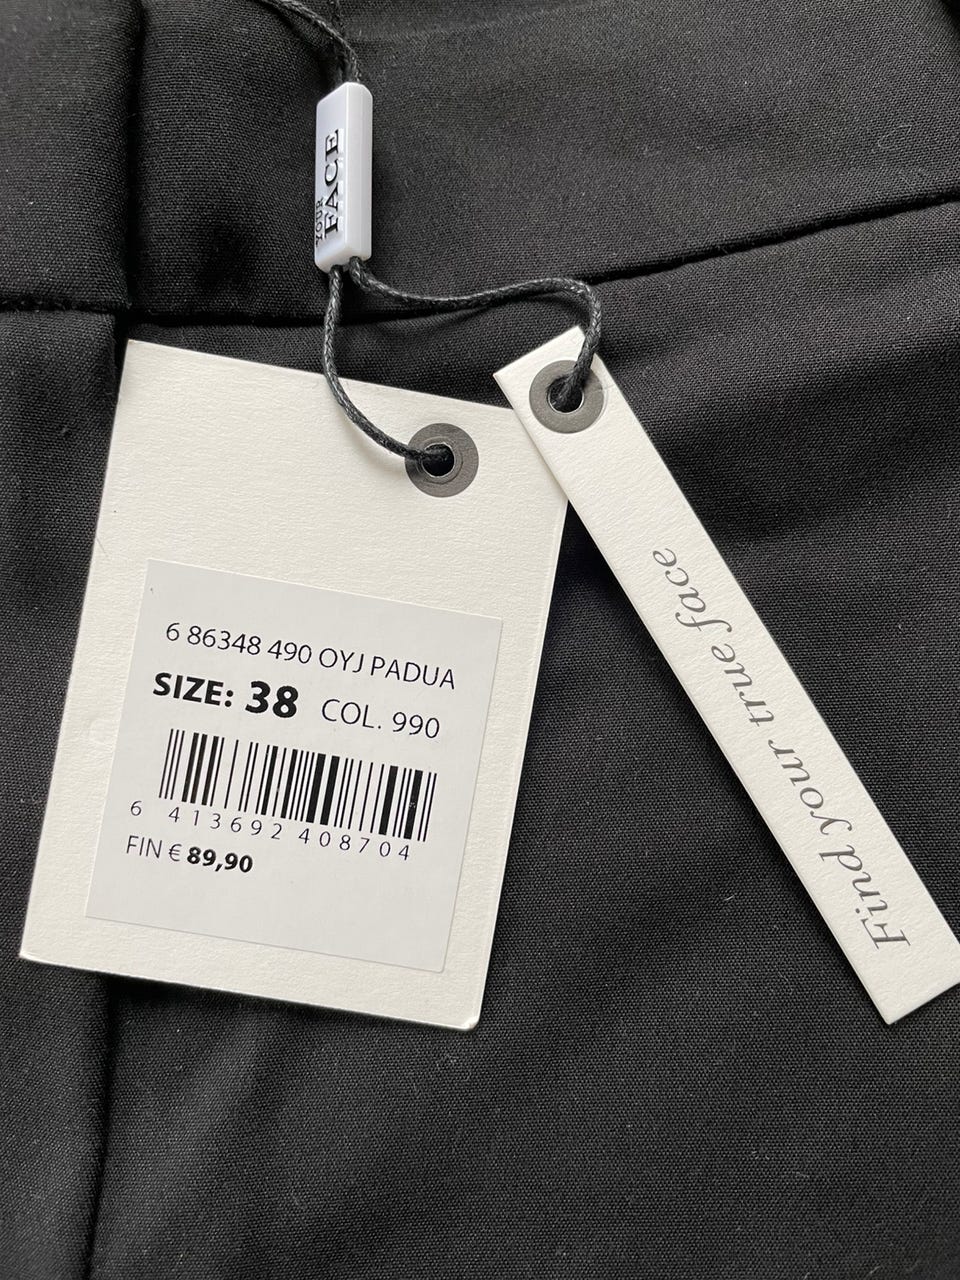 YOUR
FACE
6 86348 490 OYJ PADUA
SIZE: 38 COL. 990
6 413692 408704
FIN € 89,90
Find your true face